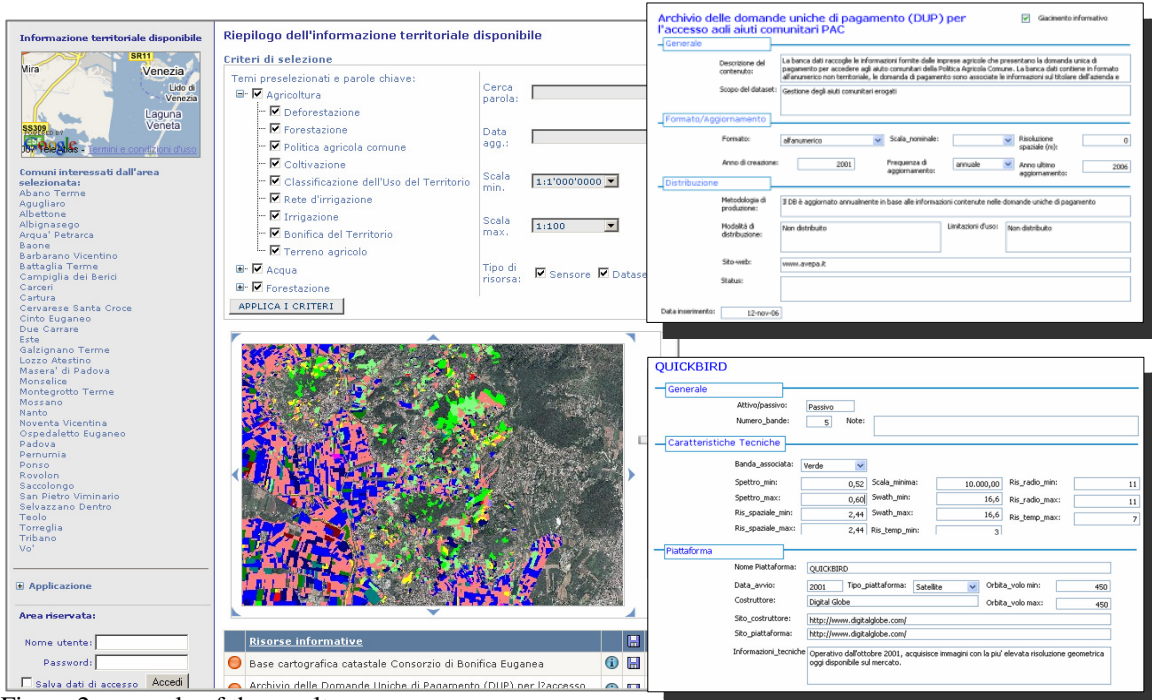 Informazione territoriale disponibile
Vira
SR11
Venezia
Lido di
Venezia
Laguna
Veneta
SS309
POWERED BY
Google
Termini e condizioni d'uso
Comuni interessati dall'area
selezionata:
Abano Terme
Agugliaro
Albettone
Albignasego
Arqua' Petrarca
Baone
Barbarano Vicentino
Battaglia Terme
Campiglia dei Berici
Carceri
Cartura
Cervarese Santa Croce
Cinto Euganeo
Due Carrare
Este
Galzignano Terme
Lozzo Atestino
Masera' di Padova
Monselice
Montegrotto Terme
Mossano
Nanto
Noventa Vicentina
Ospedaletto Euganeo
Padova
Pernumia
Ponso
Rovolon
Saccolongo
San Pietro Viminario
Selvazzano Dentro
Teolo
Torreglia
Tribano
Vo'
Applicazione
Area riservata:
Nome utente:
Password:
Salva dati di accesso Accedi
Riepilogo dell'informazione territoriale disponibile
Criteri di selezione
Temi preselezionati e parole chiave:
Agricoltura
Deforestazione
Forestazione
Politica agricola comune
Coltivazione
Classificazione dell'Uso del Territorio
Rete d'irrigazione
Irrigazione
Bonifica del Territorio
Terreno agricolo
Acqua
Forestazione
APPLICA I CRITERI
Cerca
parola:
Data
agg.:
Scala
min. 1:1'000'0000
Scala
max. 1:100
Tipo di
risorsa: Sensore Datase
Risorse informative
Base cartografica catastale Consorzio di Bonifica Euganea
Archivio delle Domande Uniche di Pagamento (DUP) per l?accesso
Archivio delle domande uniche di pagamento (DUP) per
l'accesso agli aiuti comunitari PAC
Giacimento informativo
Generale
Descrizione del
contenuto:
La banca dati raccoglie le informazioni fornite dalle imprese agricole che presentano la domanda unica di
pagamento per accedere agli aiuto comunitari della Politica Agricola Comune. La banca dati contiene in formato
alfanumerico non territoriale, le domanda di pagamento sono associate le informazioni sul titolare dell'azienda e
Scopo del dataset: Gestione degli aiuti comunitari erogati
Formato/Aggiornamento
Formato: alfanumerico Scala_nominale: Risoluzione
spaziale (m): 0
Anno di creazione: 2001 Frequenza di
aggiornamento: annuale Anno ultimo
aggiornamento: 2006
Distribuzione
Metodologia di
produzione: Il DB è aggiornato annualmente in base alle informazioni contenute nelle domande uniche di pagamento
Modalità di
distribuzione: Non distribuito Limitazioni d'uso: Non distribuito
Sito-web: www.avepa.it
Status:
Data inserimento: 12-nov-06
QUICKBIRD
Generale
Attivo/passivo: Passivo
Numero_bande: 5 Note:
Caratteristiche Tecniche
Banda_associata: Verde
Spettro_min: 0,52 Scala_minima: 10.000,00 Ris_radio_min: 11
Spettro_max: 0,60 Swath_min: 16,6 Ris_radio_max: 11
Ris_spaziale_min: 2,44 Swath_max: 16,6 Ris_temp_max: 7
Ris_spaziale_max: 2,44 Ris_temp_min: 3
Piattaforma
Nome Piattaforma: QUICKBIRD
Data_avvio: 2001 Tipo_piattaforma: Satellite Orbita_volo min: 450
Costruttore: Digital Globe Orbita_volo max: 450
Sito_costruttore: http://www.digitalglobe.com/
Sito_piattaforma: http://www.digitalglobe.com/
Informazioni_tecniche Operativo dall'ottobre 2001, acquisisce immagini con la piu' elevata risoluzione geometrica
oggi disponibile sul mercato.